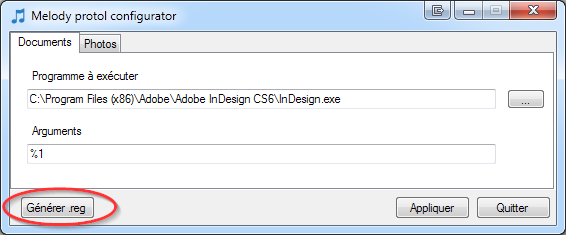 Melody protol configurator
Documents Photos
Programme à exécuter
C:\Program Files (x86)\Adobe\Adobe InDesign CS6\InDesign.exe ...
Arguments
%1
Générer .reg Appliquer Quitter